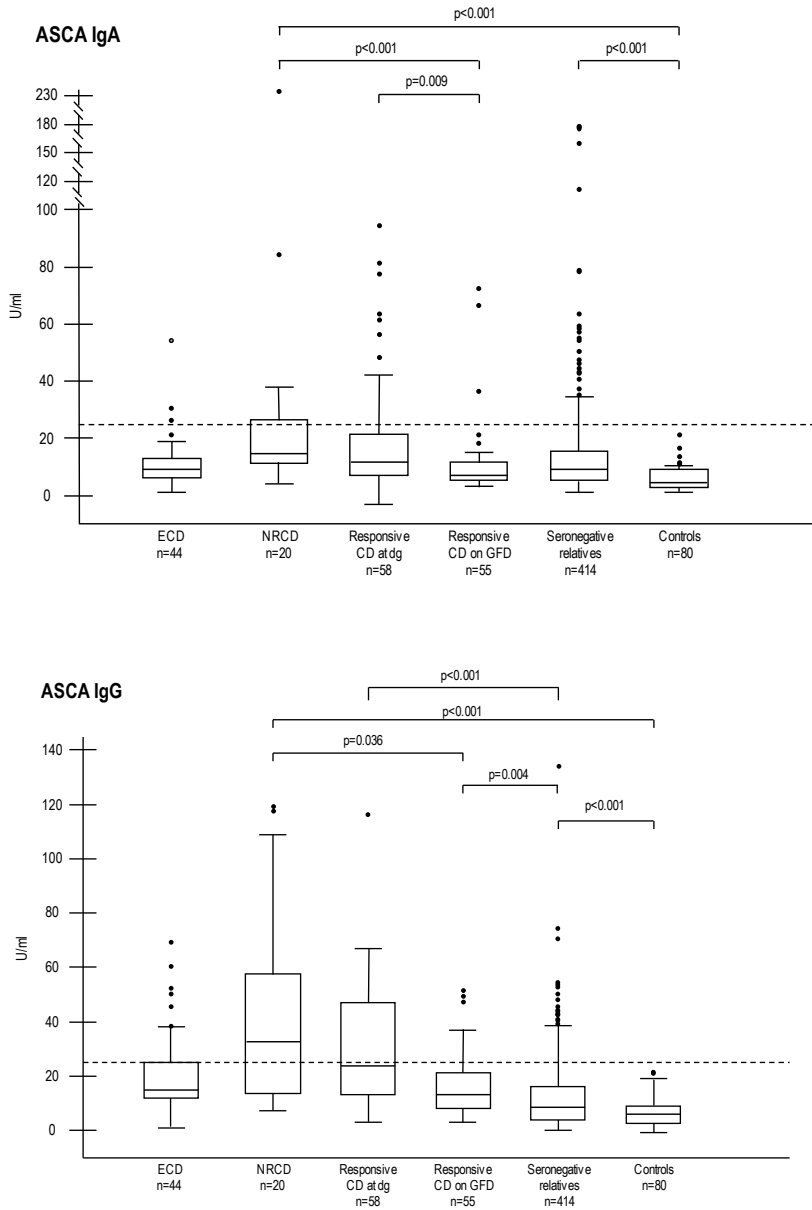 ASCA IgA
p<0.001
p<0.001
p<0.001
p=0.009
230
180
150
120
100
80
60
40
20
0
U/ml
ECD
n=44
NRCD
n=20
Responsive
CD at dg
n=58
Responsive
CD on GFD
n=55
Seronegative
relatives
n=414
Controls
n=80
ASCA IgG
p<0.001
p<0.001
p=0.036
p=0.004
p<0.001
140
120
100
80
60
40
20
0
U/ml
ECD
n=44
NRCD
n=20
Responsive
CD at dg
n=58
Responsive
CD on GFD
n=55
Seronegative
relatives
n=414
Controls
n=80